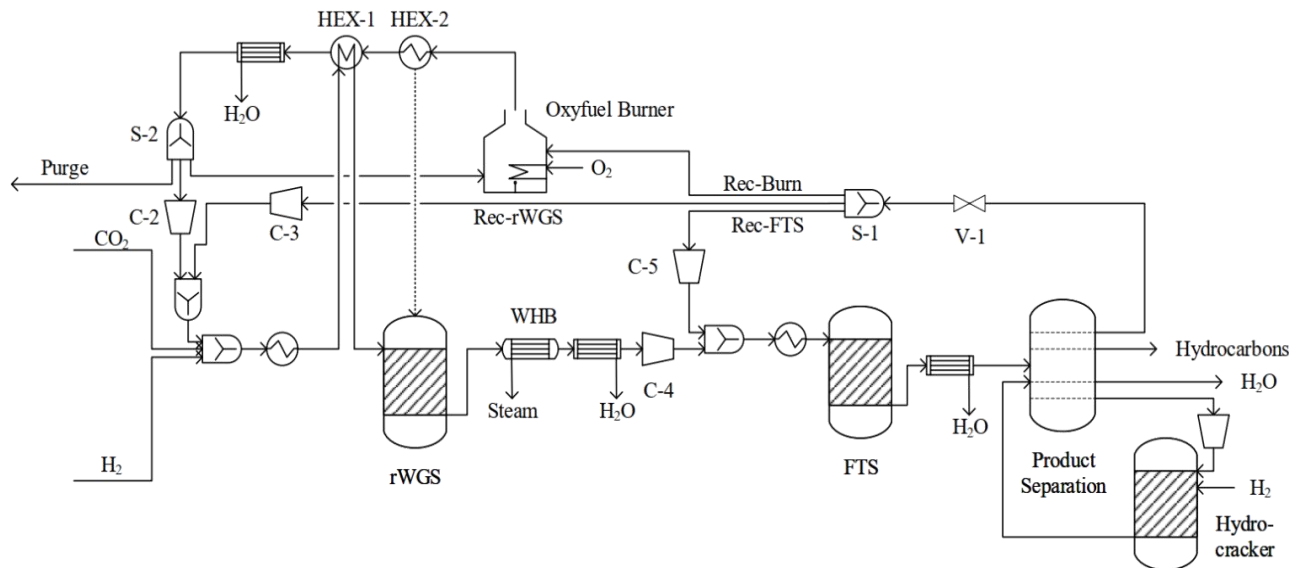 HEX-1 HEX-2
H₂O
Oxyfuel Burner
S-2
Purge
O₂
Rec-Burn
C-2
C-3
Rec-rWGS
Rec-FTS
S-1
V-1
CO₂
C-5
WHB
Hydrocarbons
H₂O
Steam
H₂O
C-4
H₂O
H₂
rWGS
FTS
Product
Separation
H₂
Hydro-
cracker